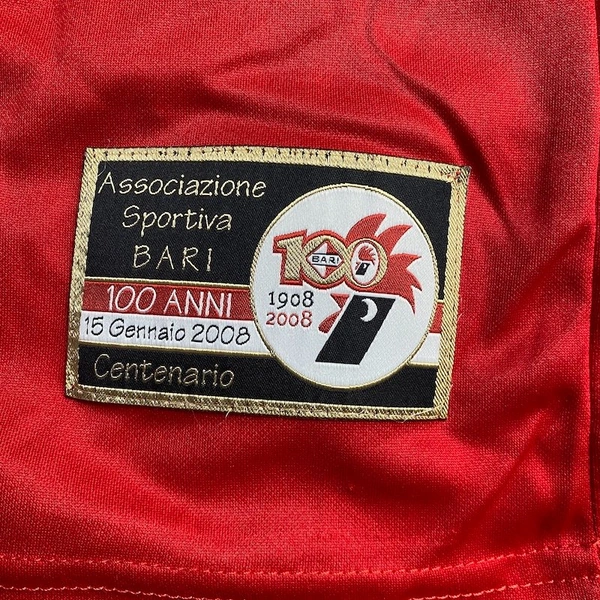 Associazione
Sportiva
BARI
100 ANNI
15 Gennaio 2008
Centenario
100
BARI
1908
2008